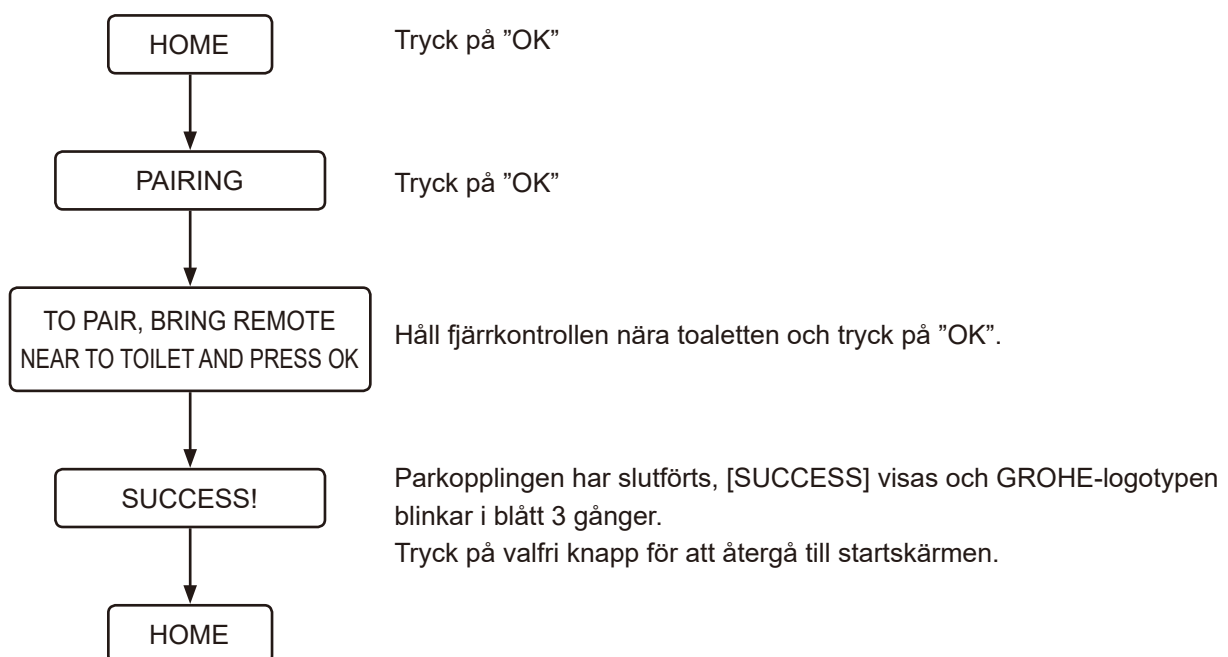 HOME
Tryck på ”OK”
PAIRING
Tryck på ”OK”
TO PAIR, BRING REMOTE
NEAR TO TOILET AND PRESS OK
Håll fjärrkontrollen nära toaletten och tryck på ”OK”.
SUCCESS!
Parkopplingen har slutförts, [SUCCESS] visas och GROHE-logotypen
blinkar i blått 3 gånger.
Tryck på valfri knapp för att återgå till startskärmen.
HOME